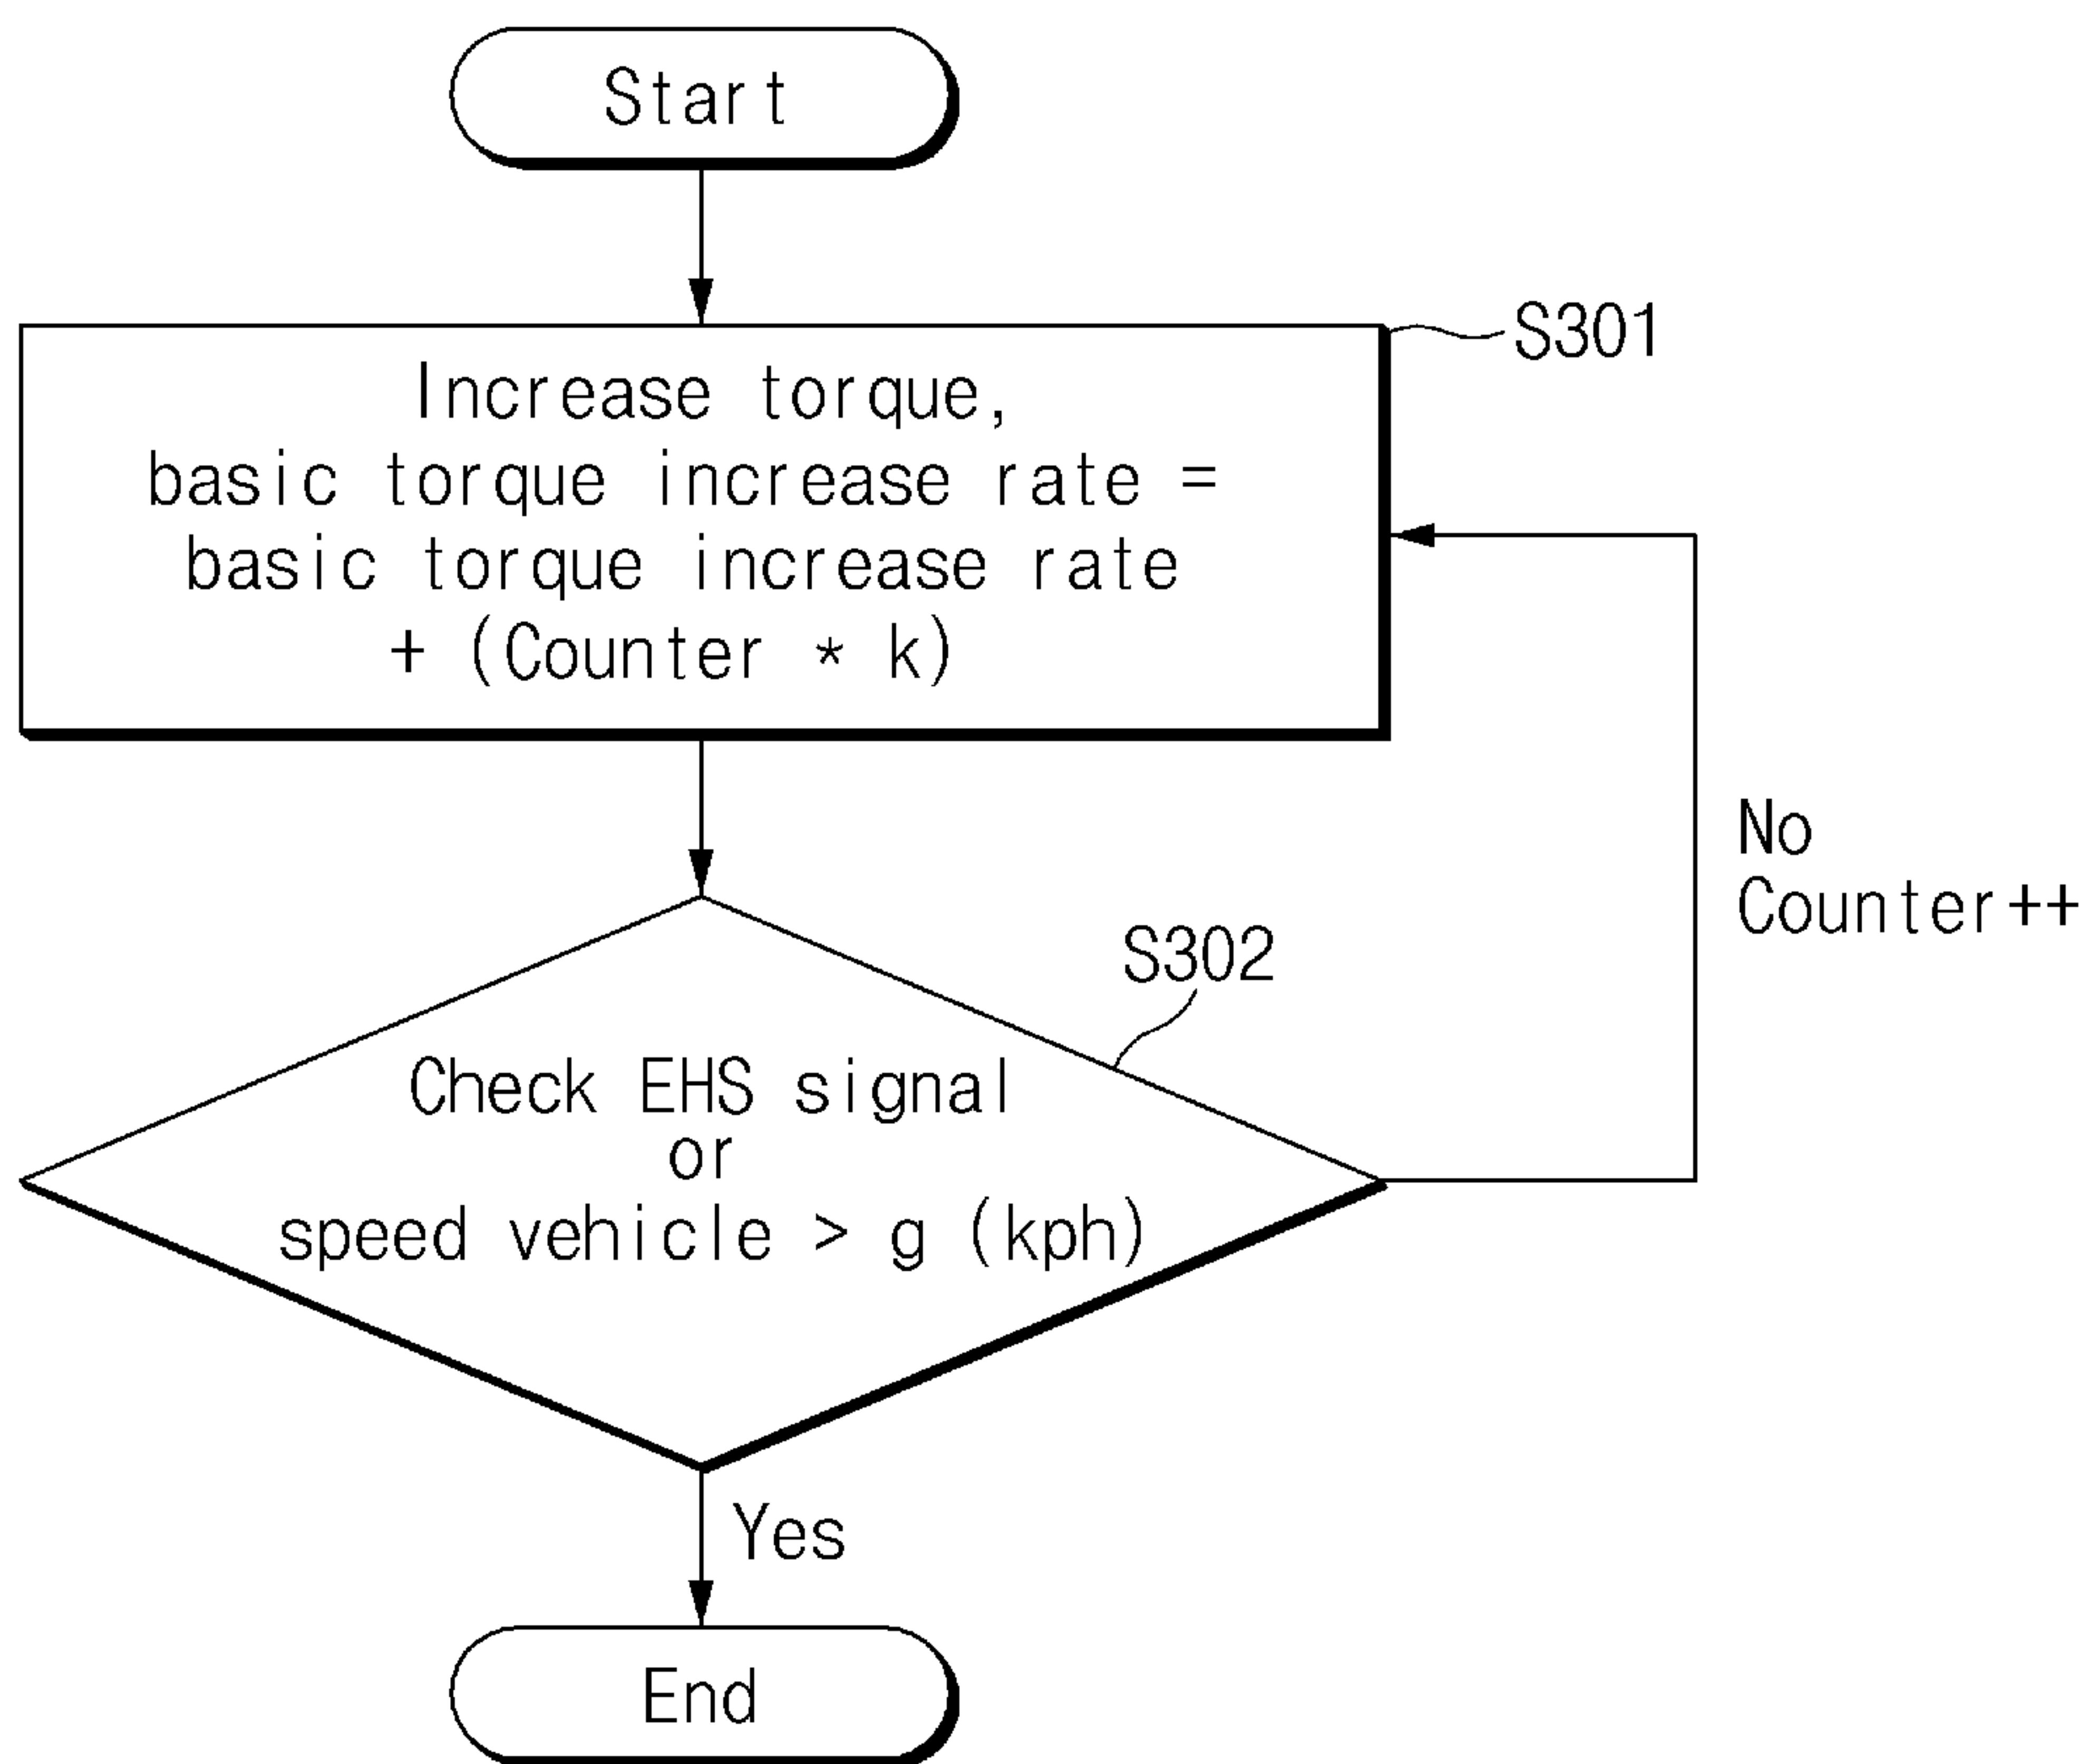 Start
S301
Increase torque,
basic torque increase rate =
basic torque increase rate
+ (Counter * k)
No
Counter++
S302
Check EHS signal
or
speed vehicle > g (kph)
Yes
End